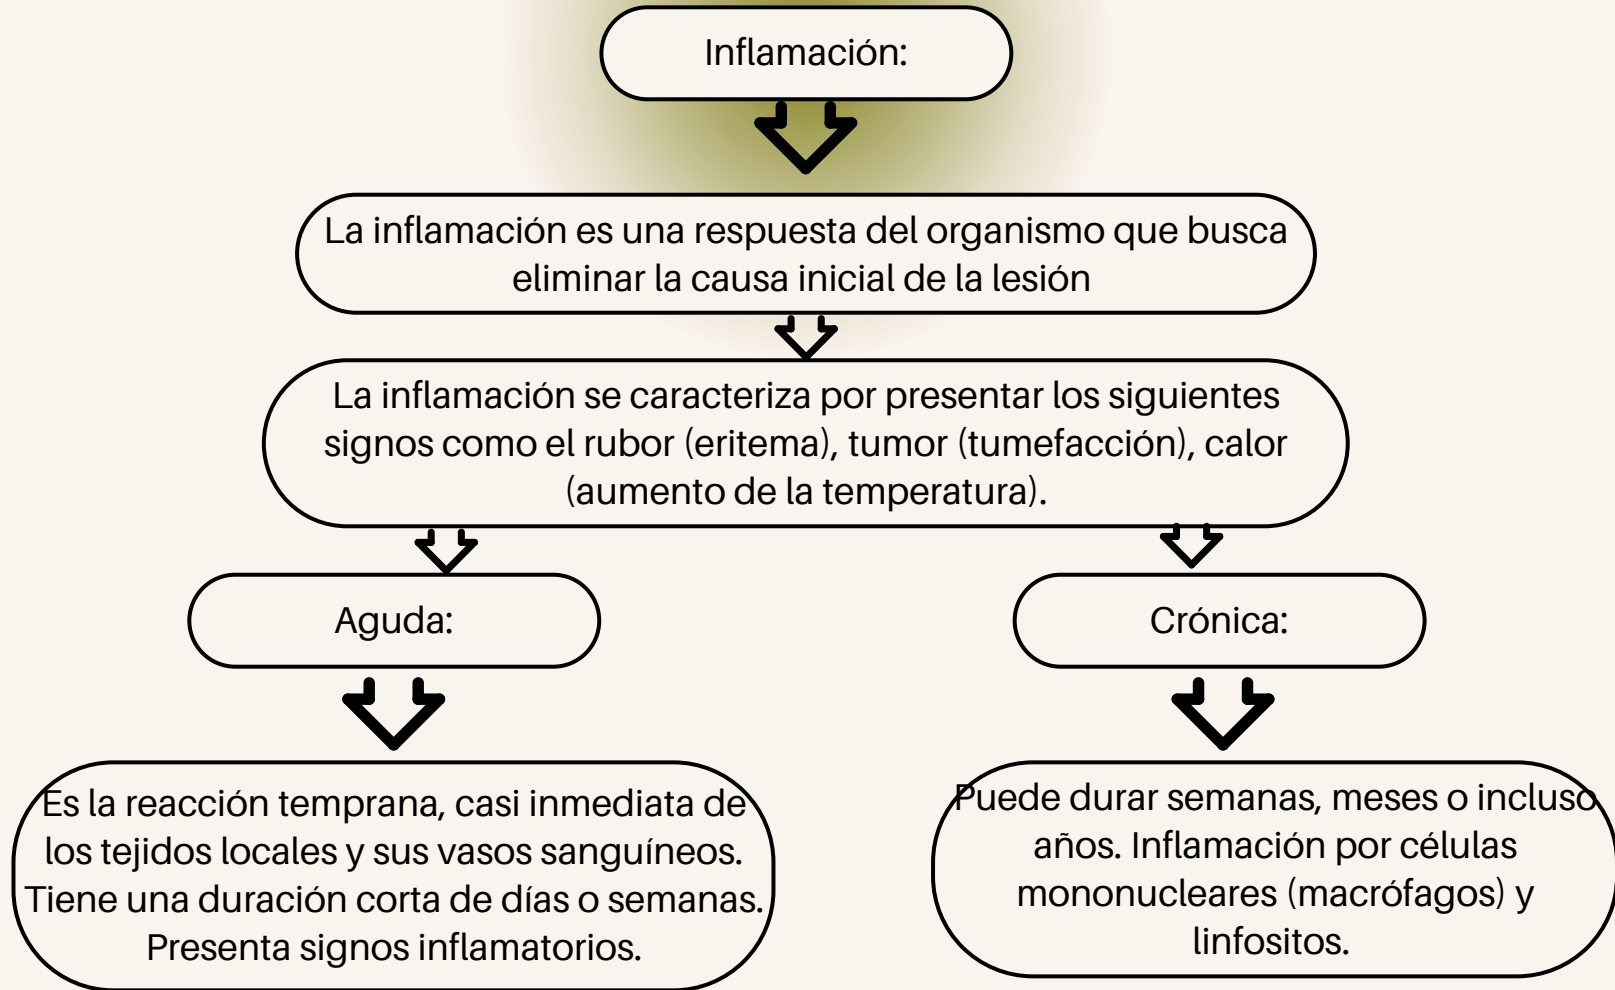 Inflamación:
La inflamación es una respuesta del organismo que busca
eliminar la causa inicial de la lesión
La inflamación se caracteriza por presentar los siguientes
signos como el rubor (eritema), tumor (tumefacción), calor
(aumento de la temperatura).
Aguda:
Crónica:
Es la reacción temprana, casi inmediata de
los tejidos locales y sus vasos sanguíneos.
Tiene una duración corta de días o semanas.
Presenta signos inflamatorios.
Puede durar semanas, meses o incluso
años. Inflamación por células
mononucleares (macrófagos) y
linfositos.